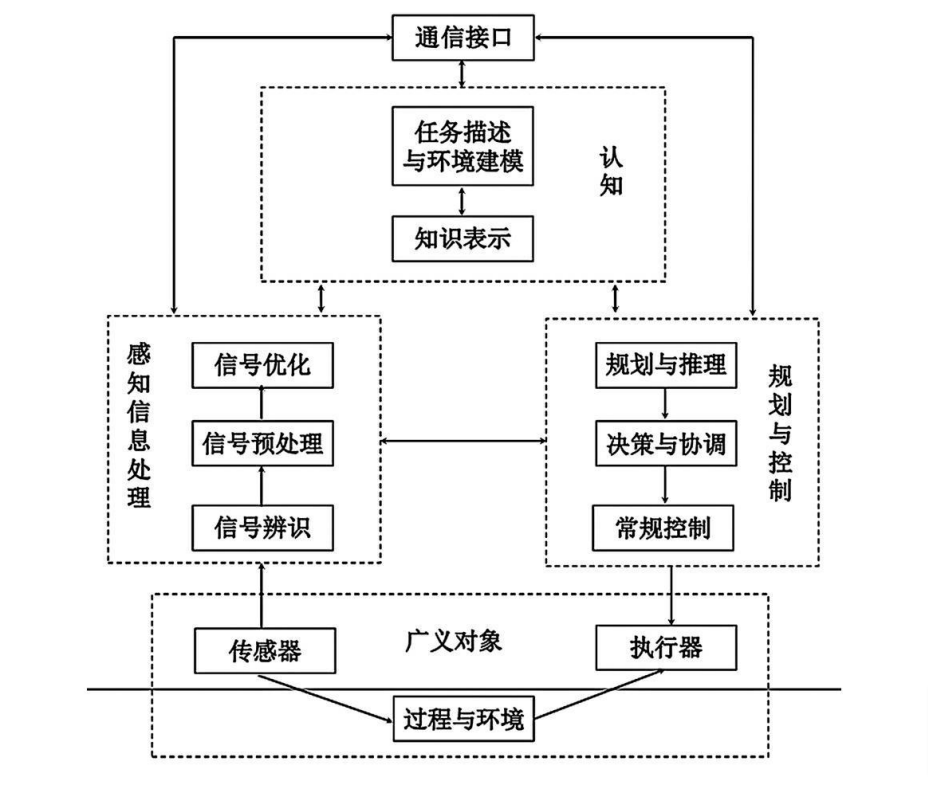 通信接口
任务描述
与环境建模
认知
知识表示
感知信息处理
信号优化
信号预处理
信号辨识
规划与推理
决策与协调
常规控制
规划与控制
广义对象
传感器
执行器
过程与环境